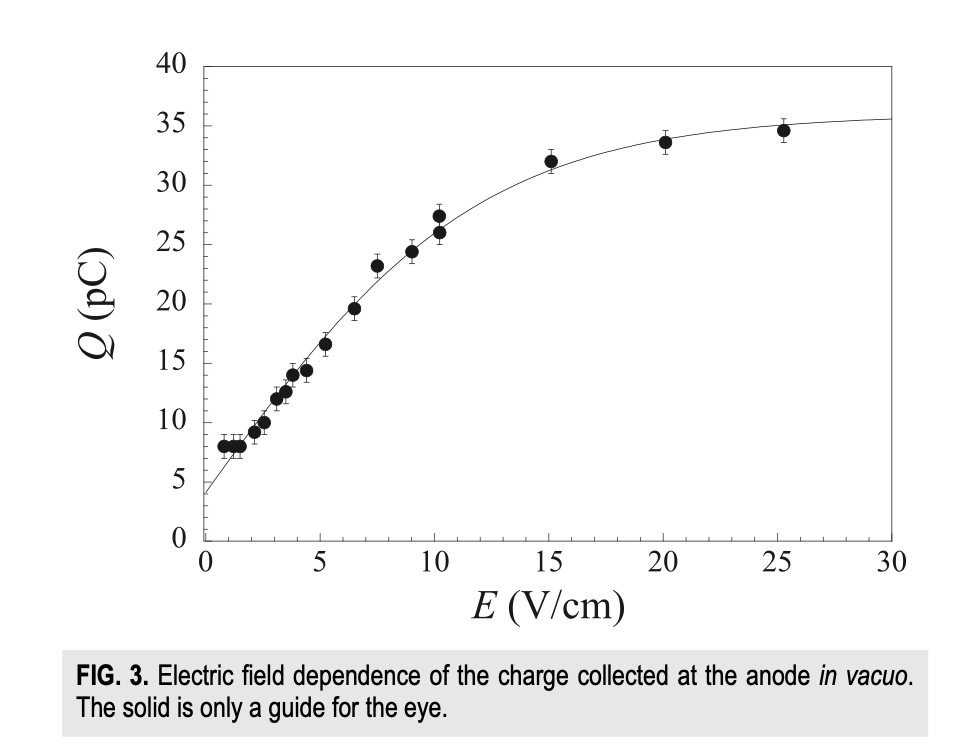 40
35
30
25
20
15
10
5
0
Q (pC)
0 5 10 15 20 25 30
E (V/cm)
FIG. 3. Electric field dependence of the charge collected at the anode in vacuo.
The solid is only a guide for the eye.